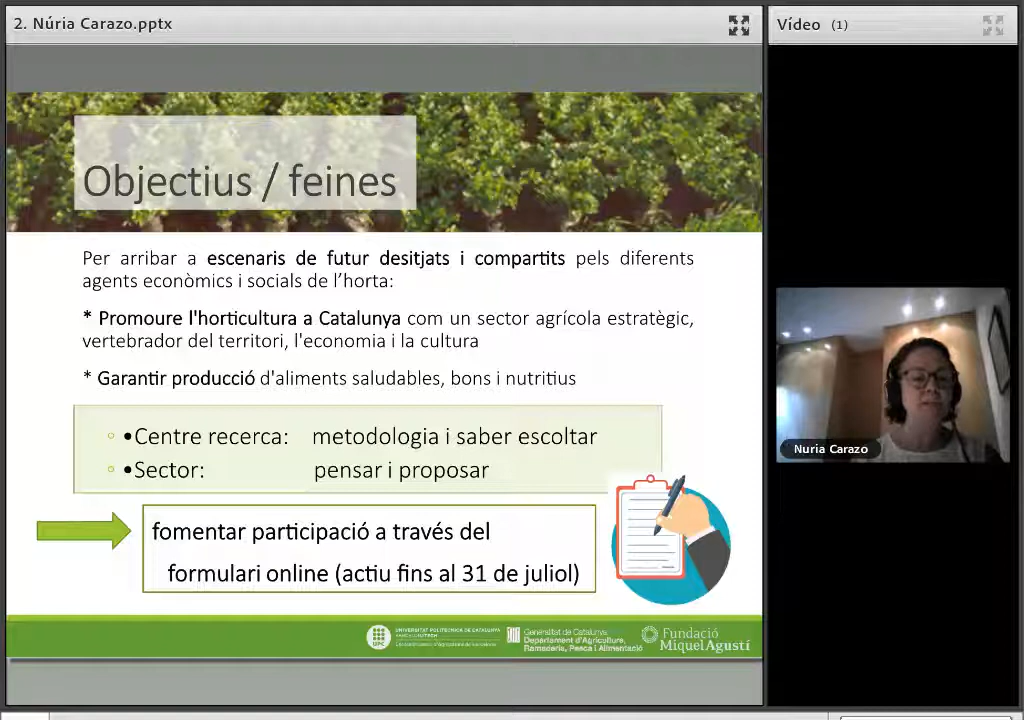 2. Núria Carazo.pptx
Vídeo (1)
Objectius / feines
Per arribar a escenaris de futur desitjats i compartits pels diferents
agents econòmics i socials de l’horta:
* Promoure l'horticultura a Catalunya com un sector agrícola estratègic,
vertebrador del territori, l'economia i la cultura
* Garantir producció d'aliments saludables, bons i nutritius
•Centre recerca: metodologia i saber escoltar
•Sector: pensar i proposar
fomentar participació a través del
formulari online (actiu fins al 31 de juliol)
Nuria Carazo
UPC
UNIVERSITAT POLITÈCNICA DE CATALUNYA
BARCELONATECH
Generalitat de Catalunya
Departament d'Agricultura,
Ramaderia, Pesca i Alimentació
Fundació
Miquel Agustí